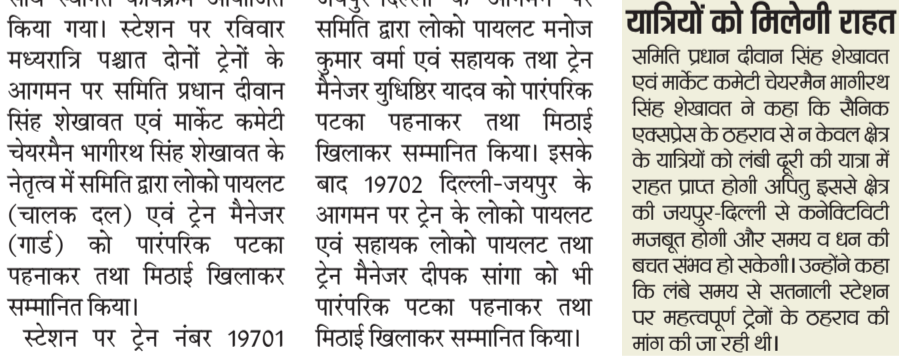 साथ स्वागत कार्यक्रम आयोजित
किया गया। स्टेशन पर रविवार
मध्यरात्रि पश्चात दोनों ट्रेनों के
आगमन पर समिति प्रधान दीवान
सिंह शेखावत एवं मार्केट कमेटी
चेयरमैन भागीरथ सिंह शेखावत के
नेतृत्व में समिति द्वारा लोको पायलट
(चालक दल) एवं ट्रेन मैनेजर
(गार्ड) को पारंपरिक पटका
पहनाकर तथा मिठाई खिलाकर
सम्मानित किया।
स्टेशन पर ट्रेन नंबर 19701
जयपुर-दिल्ली के आगमन पर
समिति द्वारा लोको पायलट मनोज
कुमार वर्मा एवं सहायक तथा ट्रेन
मैनेजर युधिष्ठिर यादव को पारंपरिक
पटका पहनाकर तथा मिठाई
खिलाकर सम्मानित किया। इसके
बाद 19702 दिल्ली-जयपुर के
आगमन पर ट्रेन के लोको पायलट
एवं सहायक लोको पायलट तथा
ट्रेन मैनेजर दीपक सांगा को भी
पारंपरिक पटका पहनाकर तथा
मिठाई खिलाकर सम्मानित किया।
यात्रियों को मिलेगी राहत
समिति प्रधान दीवान सिंह शेखावत
एवं मार्केट कमेटी चेयरमैन भागीरथ
सिंह शेखावत ने कहा कि सैनिक
एक्सप्रेस के ठहराव से न केवल क्षेत्र
के यात्रियों को लंबी दूरी की यात्रा में
राहत प्राप्त होगी अपितु इससे क्षेत्र
की जयपुर-दिल्ली से कनेक्टिविटी
मजबूत होगी और समय व धन की
बचत संभव हो सकेगी। उन्होंने कहा
कि लंबे समय से सतनाली स्टेशन
पर महत्वपूर्ण ट्रेनों के ठहराव की
मांग की जा रही थी।